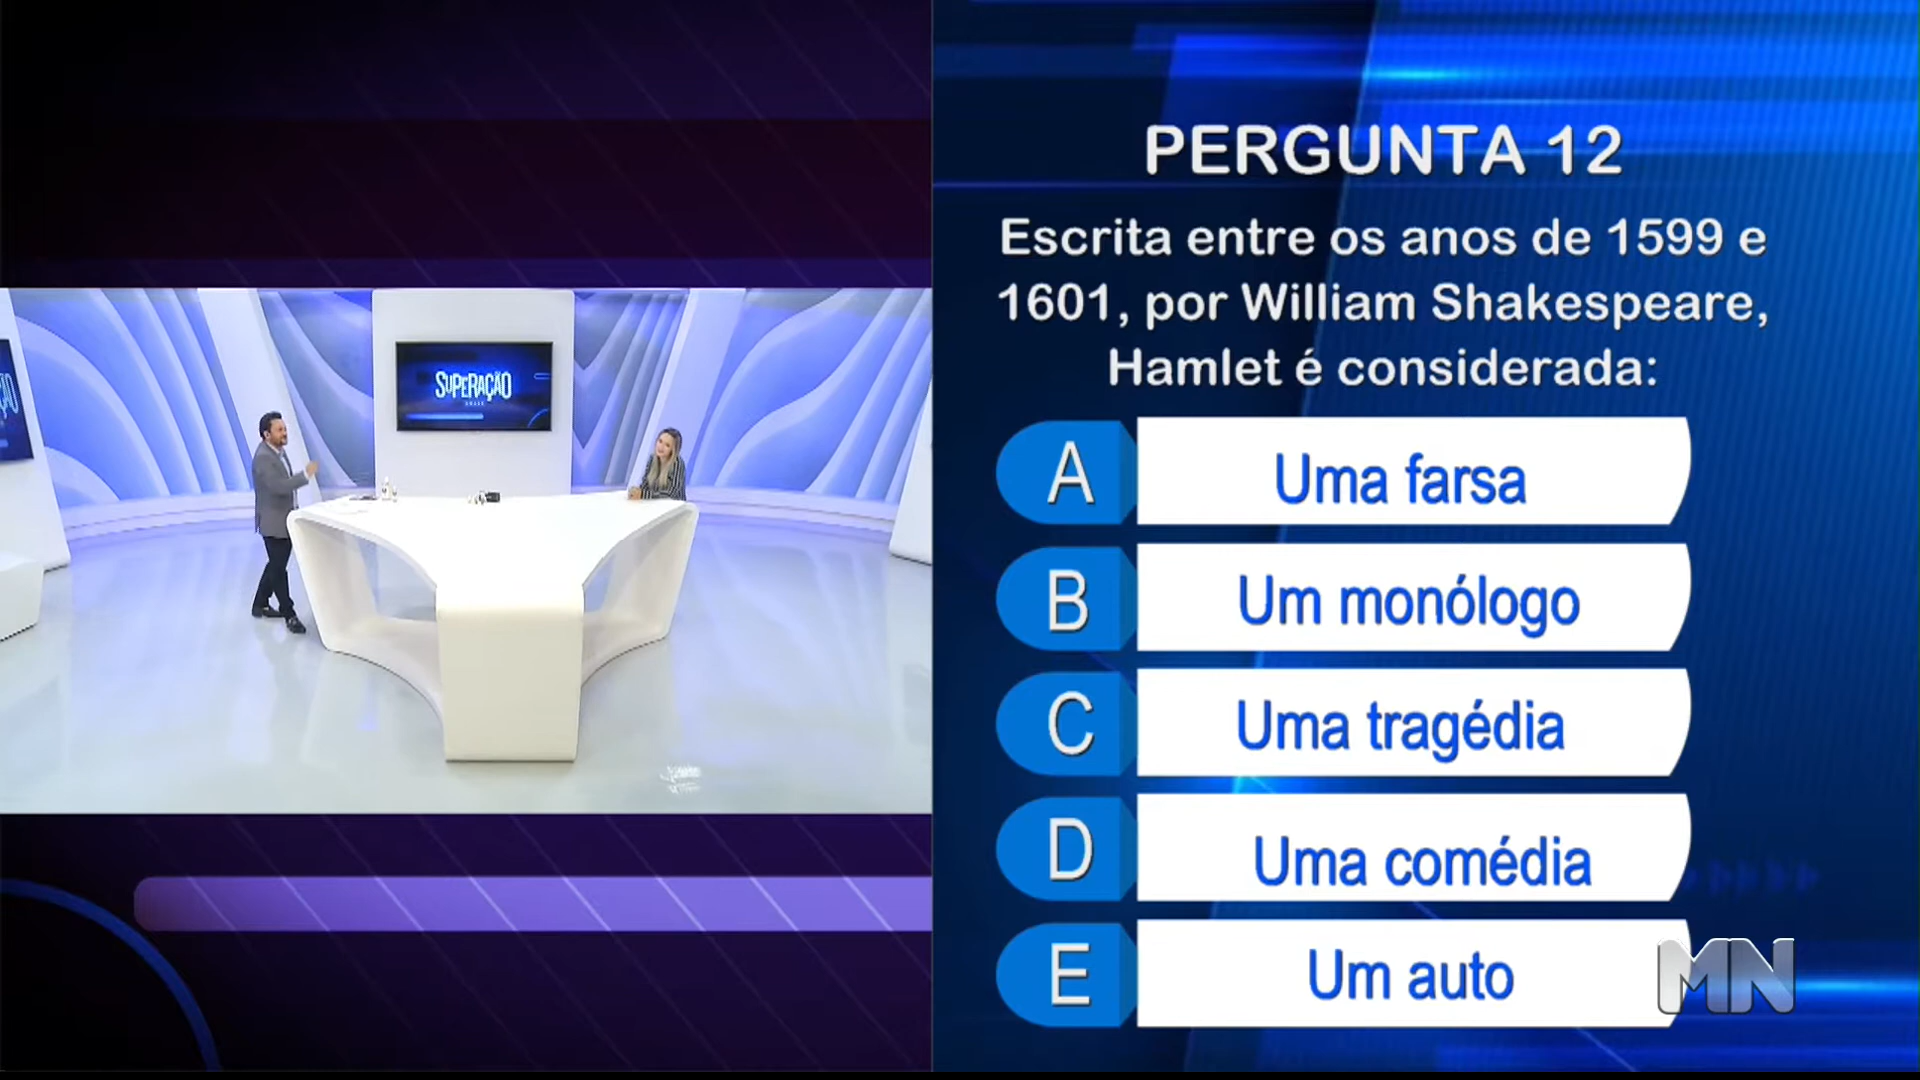 PERGUNTA 12
Escrita entre os anos de 1599 e
1601, por William Shakespeare,
Hamlet é considerada:
A Uma farsa
B Um monólogo
C Uma tragédia
D Uma comédia
E Um auto
SUPERAÇÃO
MN